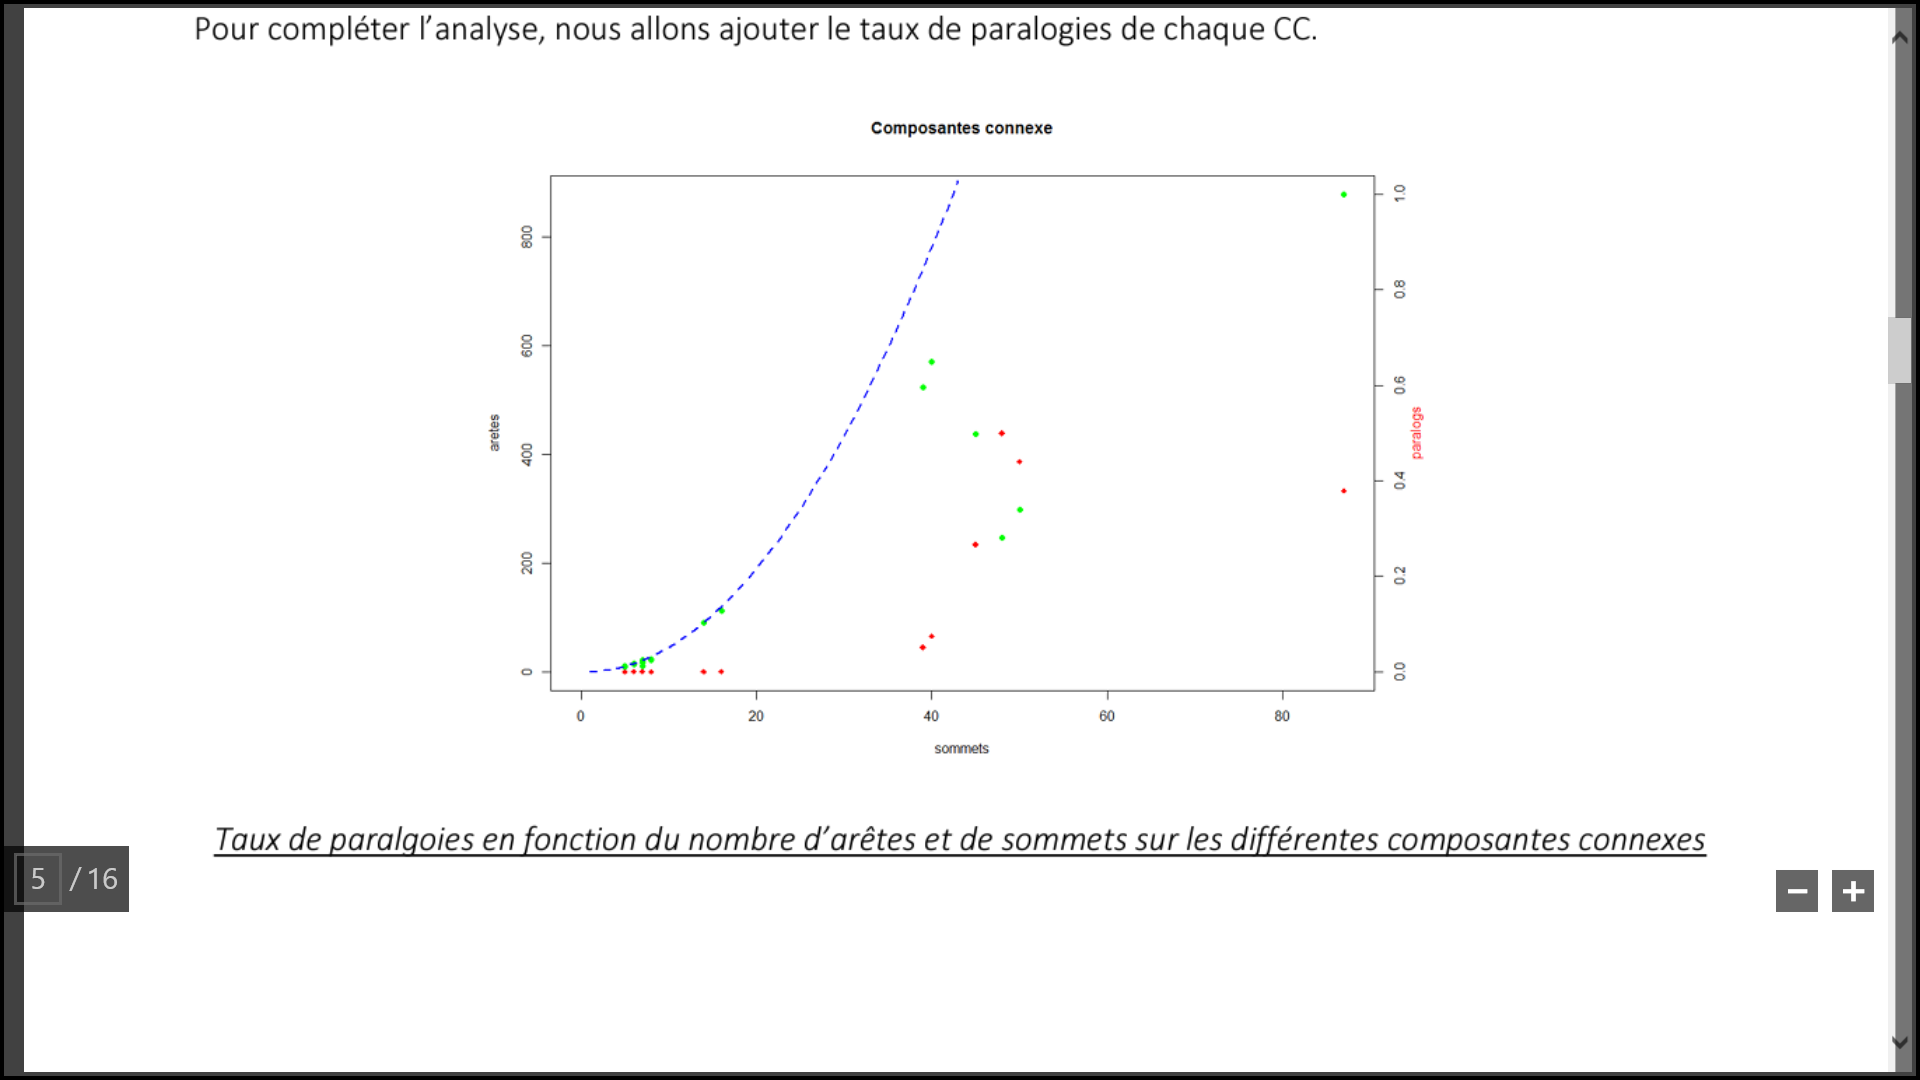 Pour compléter l’analyse, nous allons ajouter le taux de paralogies de chaque CC.
Composantes connexe
aretes
0
200
400
600
800
0
20
40
60
80
sommets
0.0
0.2
0.4
0.6
0.8
1.0
paralogs
Taux de paralgoies en fonction du nombre d’arêtes et de sommets sur les différentes composantes connexes
5 / 16